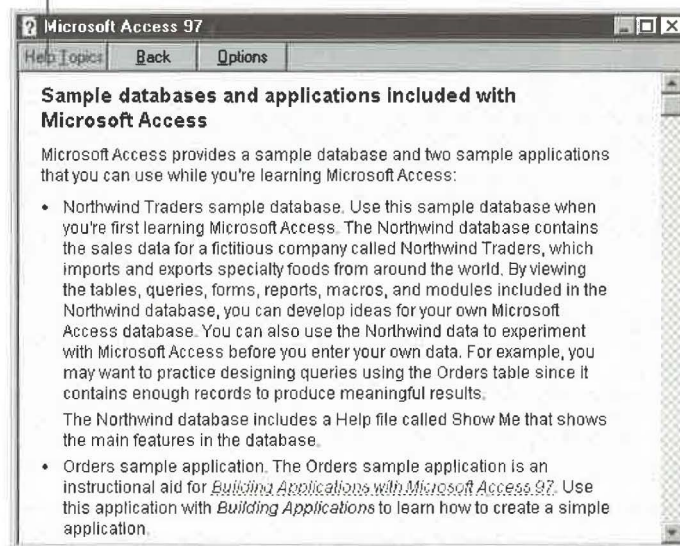 Microsoft Access 97
Help Topics Back Options
Sample databases and applications included with
Microsoft Access
Microsoft Access provides a sample database and two sample applications
that you can use while you're learning Microsoft Access:
• Northwind Traders sample database. Use this sample database when
you're first learning Microsoft Access. The Northwind database contains
the sales data for a fictitious company called Northwind Traders, which
imports and exports specialty foods from around the world. By viewing
the tables, queries, forms, reports, macros, and modules included in the
Northwind database, you can develop ideas for your own Microsoft
Access database. You can also use the Northwind data to experiment
with Microsoft Access before you enter your own data. For example, you
may want to practice designing queries using the Orders table since it
contains enough records to produce meaningful results.
The Northwind database includes a Help file called Show Me that shows
the main features in the database.
• Orders sample application. The Orders sample application is an
instructional aid for Building Applications with Microsoft Access 97. Use
this application with Building Applications to learn how to create a simple
application.